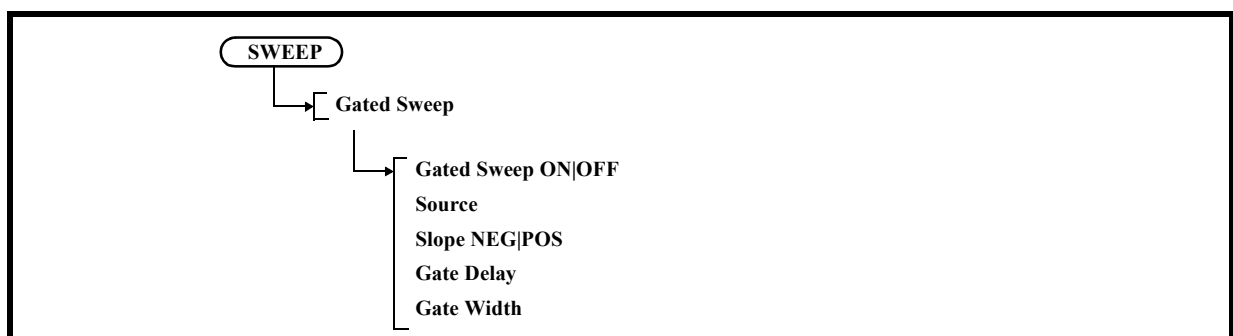 SWEEP
Gated Sweep
Gated Sweep ON|OFF
Source
Slope NEG|POS
Gate Delay
Gate Width